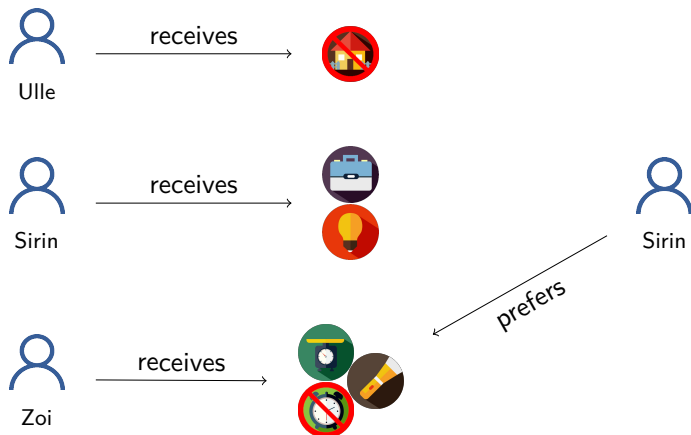 receives
Ulle
receives
Sirin
Sirin
prefers
receives
Zoi